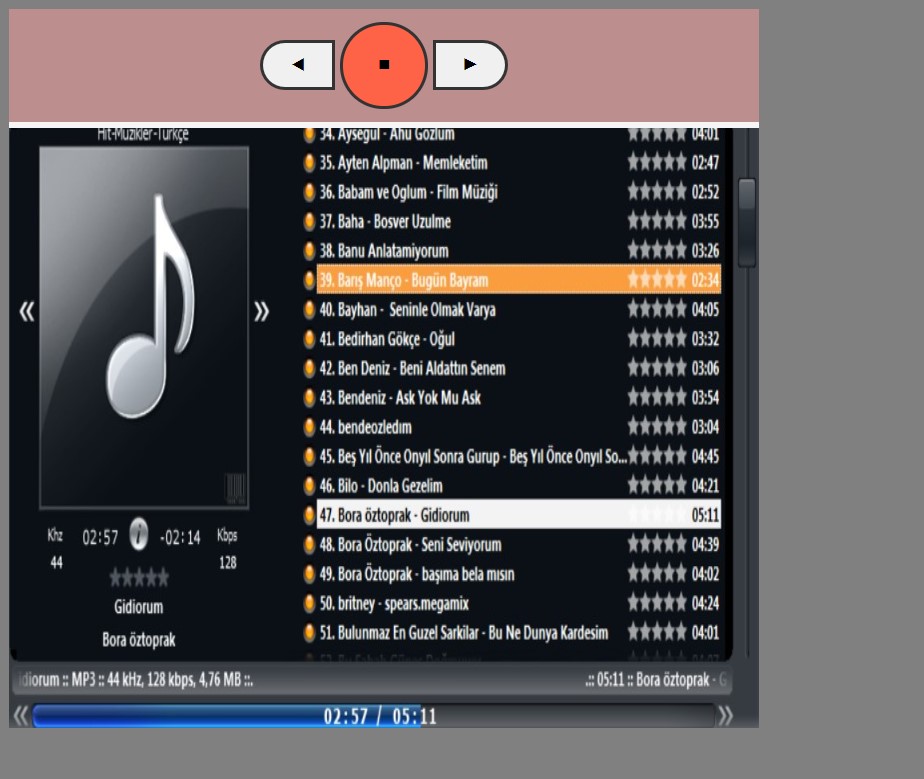 Hit-Muzikler-Turkçe
34. Aysegul - Ahu Gozlum 04:01
35. Ayten Alpman - Memleketim 02:47
36. Babam ve Oglum - Film Müziği 02:52
37. Baha - Bosver Uzulme 03:55
38. Banu Anlatamiyorum 03:26
39. Barış Manço - Bugün Bayram 02:34
40. Bayhan - Seninle Olmak Varya 04:05
41. Bedirhan Gökçe - Oğul 03:32
42. Ben Deniz - Beni Aldattın Senem 03:06
43. Bendeniz - Ask Yok Mu Ask 03:54
44. bendeozledım 03:04
45. Beş Yıl Önce Onyıl Sonra Gurup - Beş Yıl Önce Onyıl So... 04:45
46. Bilo - Donla Gezelim 04:21
47. Bora öztoprak - Gidiorum 05:11
48. Bora Öztoprak - Seni Seviyorum 04:39
49. Bora Öztoprak - başıma bela mısın 04:02
50. britney - spears.megamix 04:24
51. Bulunmaz En Guzel Sarkilar - Bu Ne Dunya Kardesim 04:01
Khz 02:57 i -02:14 Kbps
44 128
Gidiorum
Bora öztoprak
idiorum :: MP3 :: 44 kHz, 128 kbps, 4,76 MB ::. .:: 05:11 :: Bora öztoprak - G
02:57 / 05:11